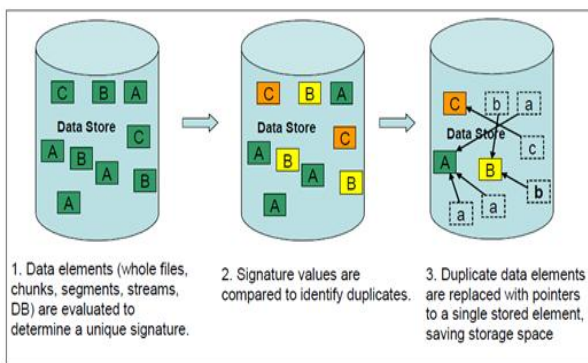 C B A
Data Store
C
A
B
A B
A
C B A
Data Store
C
A
B
A B
A
C b a
Data Store
c
A B
b
a a
1. Data elements (whole files,
chunks, segments, streams,
DB) are evaluated to
determine a unique signature.
2. Signature values are
compared to identify duplicates.
3. Duplicate data elements
are replaced with pointers
to a single stored element,
saving storage space